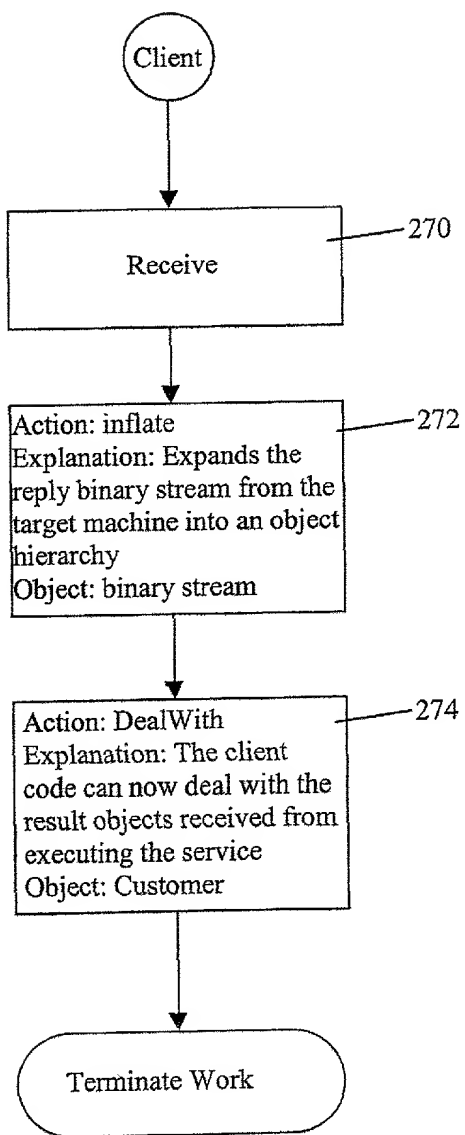 Client
270
Receive
Action: inflate
272
Explanation: Expands the
reply binary stream from the
target machine into an object
hierarchy
Object: binary stream
Action: DealWith
274
Explanation: The client
code can now deal with the
result objects received from
executing the service
Object: Customer
Terminate Work